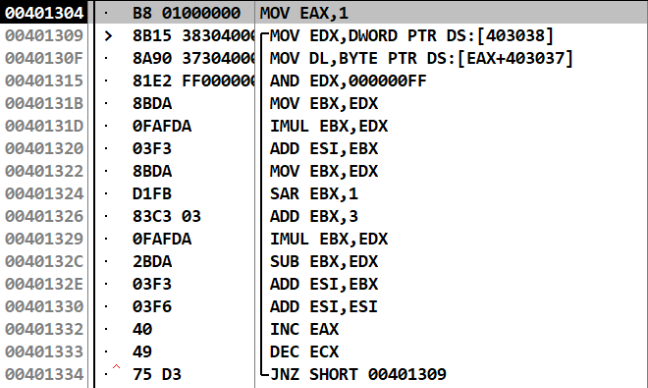 00401304 · B8 01000000 MOV EAX,1
00401309 > 8B15 38304000 MOV EDX,DWORD PTR DS:[403038]
0040130F · 8A90 37304000 MOV DL,BYTE PTR DS:[EAX+403037]
00401315 · 81E2 FF000000 AND EDX,000000FF
0040131B · 8BDA MOV EBX,EDX
0040131D · 0FAFDA IMUL EBX,EDX
00401320 · 03F3 ADD ESI,EBX
00401322 · 8BDA MOV EBX,EDX
00401324 · D1FB SAR EBX,1
00401326 · 83C3 03 ADD EBX,3
00401329 · 0FAFDA IMUL EBX,EDX
0040132C · 2BDA SUB EBX,EDX
0040132E · 03F3 ADD ESI,EBX
00401330 · 03F6 ADD ESI,ESI
00401332 · 40 INC EAX
00401333 · 49 DEC ECX
00401334 ·^ 75 D3 JNZ SHORT 00401309